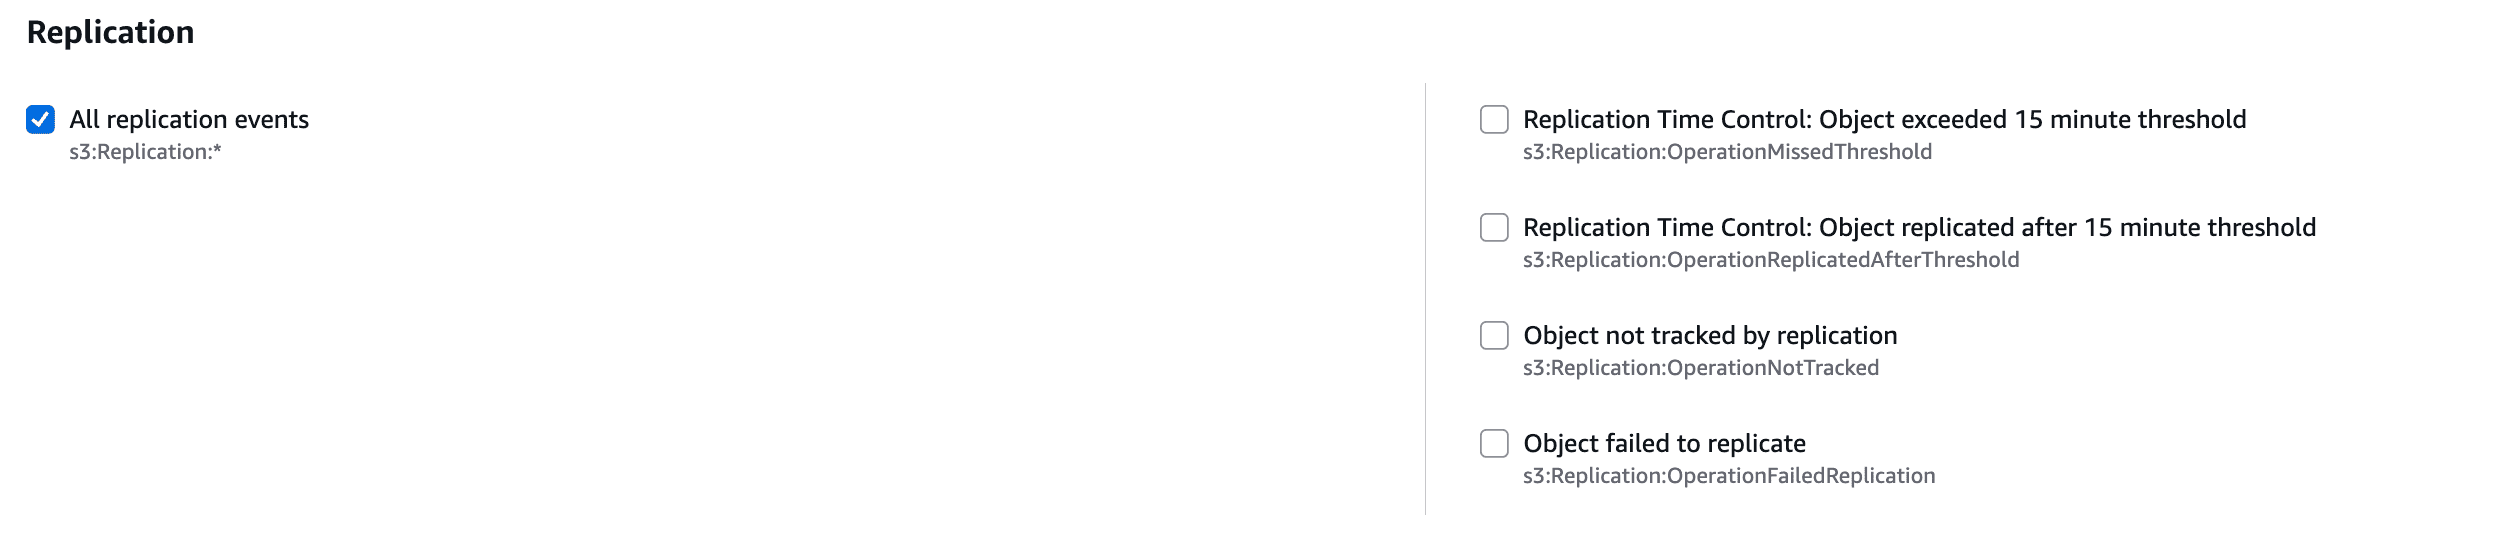 Replication
All replication events
s3:Replication:*
Replication Time Control: Object exceeded 15 minute threshold
s3:Replication:OperationMissedThreshold
Replication Time Control: Object replicated after 15 minute threshold
s3:Replication:OperationReplicatedAfterThreshold
Object not tracked by replication
s3:Replication:OperationNotTracked
Object failed to replicate
s3:Replication:OperationFailedReplication